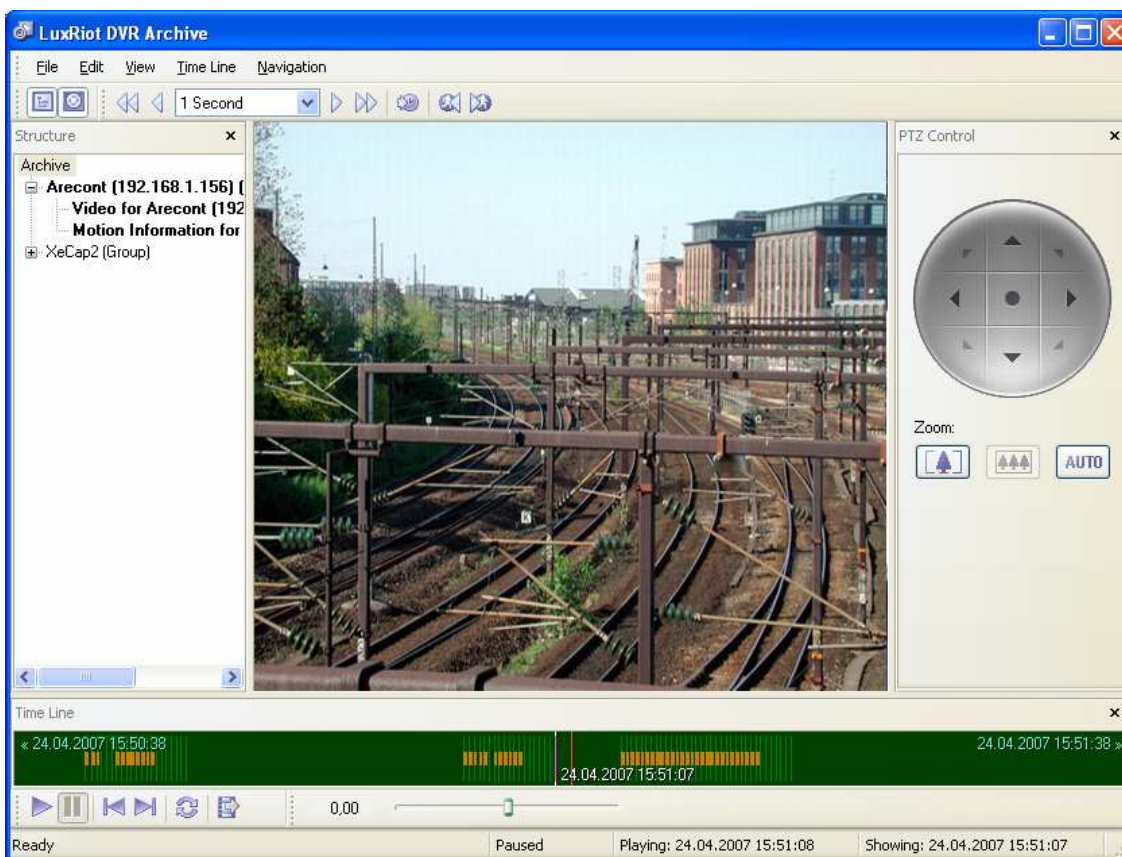 LuxRiot DVR Archive
File Edit View Time Line Navigation
1 Second
Structure
Archive
Arecont (192.168.1.156) (
Video for Arecont (192
Motion Information for
XeCap2 (Group)
K
PTZ Control
Zoom:
AUTO
Time Line
« 24.04.2007 15:50:38
24.04.2007 15:51:38 »
24.04.2007 15:51:07
0,00
Ready Paused Playing: 24.04.2007 15:51:08 Showing: 24.04.2007 15:51:07